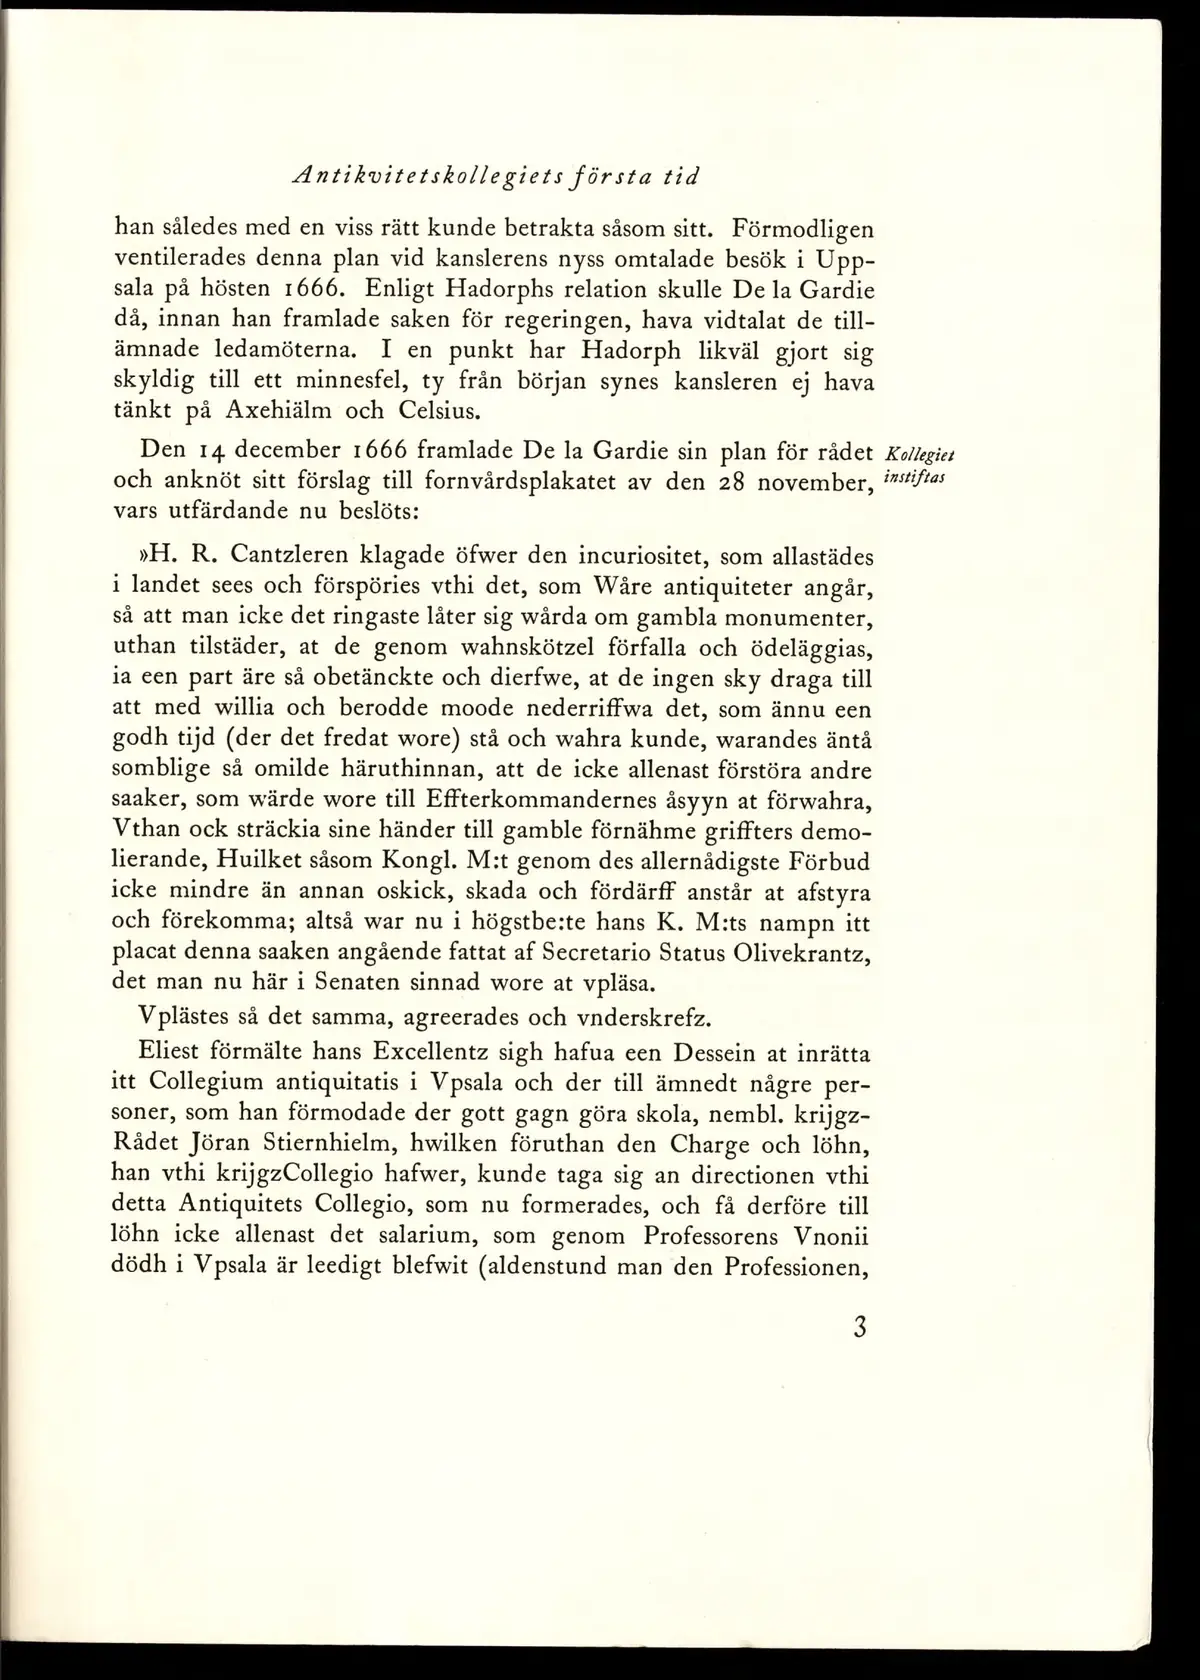 Antikvitetskollegiets första tid
han således med en viss rätt kunde betrakta såsom sitt. Förmodligen
ventilerades denna plan vid kanslerens nyss omtalade besök i Upp-
sala på hösten 1666. Enligt Hadorphs relation skulle De la Gardie
då, innan han framlade saken för regeringen, hava vidtalat de till-
ämnade ledamöterna. I en punkt har Hadorph likväl gjort sig
skyldig till ett minnesfel, ty från början synes kansleren ej hava
tänkt på Axehiälm och Celsius.
Den 14 december 1666 framlade De la Gardie sin plan för rådet
och anknöt sitt förslag till fornvårdsplakatet av den 28 november,
vars utfärdande nu beslöts:
Kollegiet
instiftas
»H. R. Cantzleren klagade öfwer den incuriositet, som allastädes
i landet sees och förspöries vthi det, som Wåre antiquiteter angår,
så att man icke det ringaste låter sig wårda om gambla monumenter,
uthan tilstäder, at de genom wahnskötzel förfalla och ödeläggias,
ia een part äre så obetänckte och dierfwe, at de ingen sky draga till
att med willia och berodde moode nederriffwa det, som ännu een
godh tijd (der det fredat wore) stå och wahra kunde, warandes äntå
somblige så omilde häruthinnan, att de icke allenast förstöra andre
saaker, som wärde wore till Effterkommandernes åsyyn at förwahra,
Vthan ock sträckia sine händer till gamble förnähme griffters demo-
lierande, Huilket såsom Kongl. M:t genom des allernådigste Förbud
icke mindre än annan oskick, skada och fördärff anstår at afstyra
och förekomma; altså war nu i högstbe:te hans K. M:ts nampn itt
placat denna saaken angående fattat af Secretario Status Olivekrantz,
det man nu här i Senaten sinnad wore at vpläsa.
Vplästes så det samma, agreerades och vnderskrefz.
Eliest förmälte hans Excellentz sigh hafua een Dessein at inrätta
itt Collegium antiquitatis i Vpsala och der till ämnedt någre per-
soner, som han förmodade der gott gagn göra skola, nembl. krijgz-
Rådet Jöran Stiernhielm, hwilken föruthan den Charge och löhn,
han vthi krijgzCollegio hafwer, kunde taga sig an directionen vthi
detta Antiquitets Collegio, som nu formerades, och få derföre till
löhn icke allenast det salarium, som genom Professorens Vnonii
dödh i Vpsala är leedigt blefwit (aldenstund man den Professionen,
3